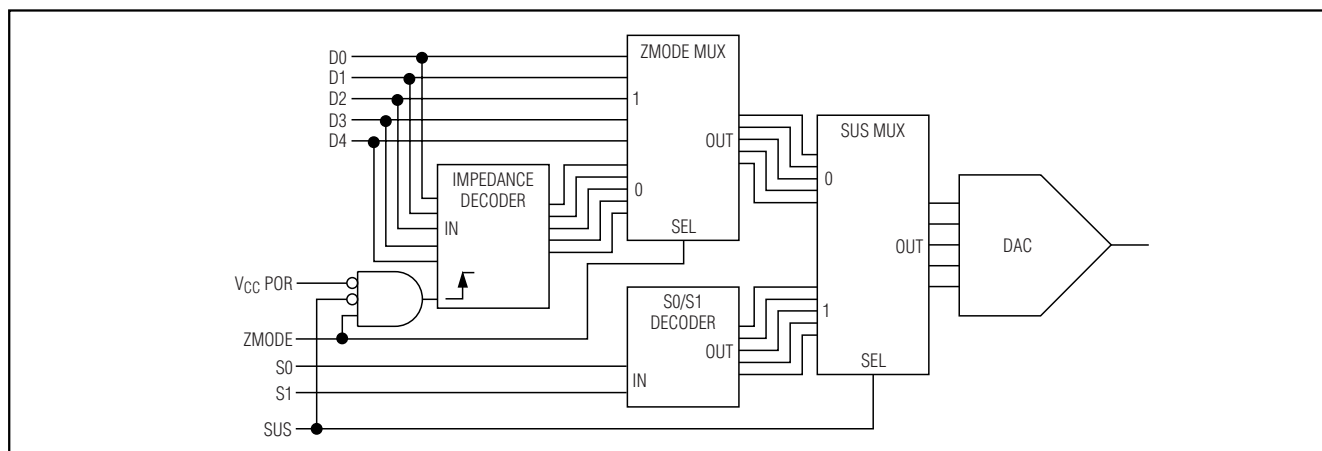 D0
D1
D2
D3
D4
ZMODE MUX
1
OUT
0
SEL
IMPEDANCE
DECODER
IN
SUS MUX
0
OUT
1
SEL
DAC
VCC POR
ZMODE
S0
S1
SUS
S0/S1
DECODER
OUT
IN